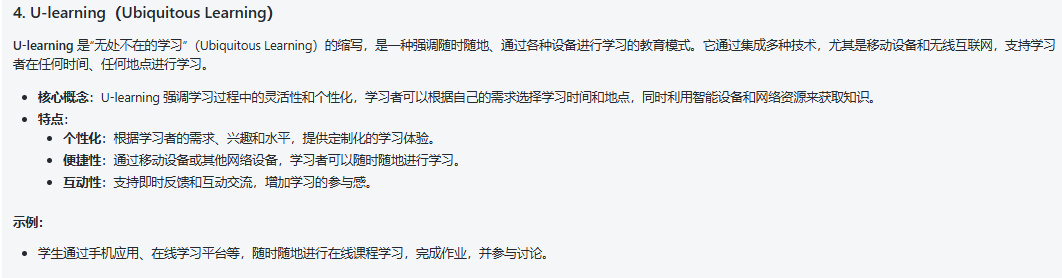 4. U-learning（Ubiquitous Learning）
U-learning 是“无处不在的学习”（Ubiquitous Learning）的缩写，是一种强调随时随地、通过各种设备进行学习的教育模式。它通过集成多种技术，尤其是移动设备和无线互联网，支持学习
者在任何时间、任何地点进行学习。
• 核心概念：U-learning 强调学习过程中的灵活性和个性化，学习者可以根据自己的需求选择学习时间和地点，同时利用智能设备和网络资源来获取知识。
• 特点：
• 个性化：根据学习者的需求、兴趣和水平，提供定制化的学习体验。
• 便捷性：通过移动设备或其他网络设备，学习者可以随时随地进行学习。
• 互动性：支持即时反馈和互动交流，增加学习的参与感。
示例：
• 学生通过手机应用、在线学习平台等，随时随地进行在线课程学习，完成作业，并参与讨论。